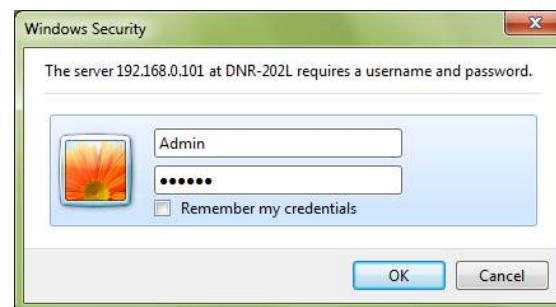 Windows Security
The server 192.168.0.101 at DNR-202L requires a username and password.
Admin
●●●●●●
Remember my credentials
OK
Cancel